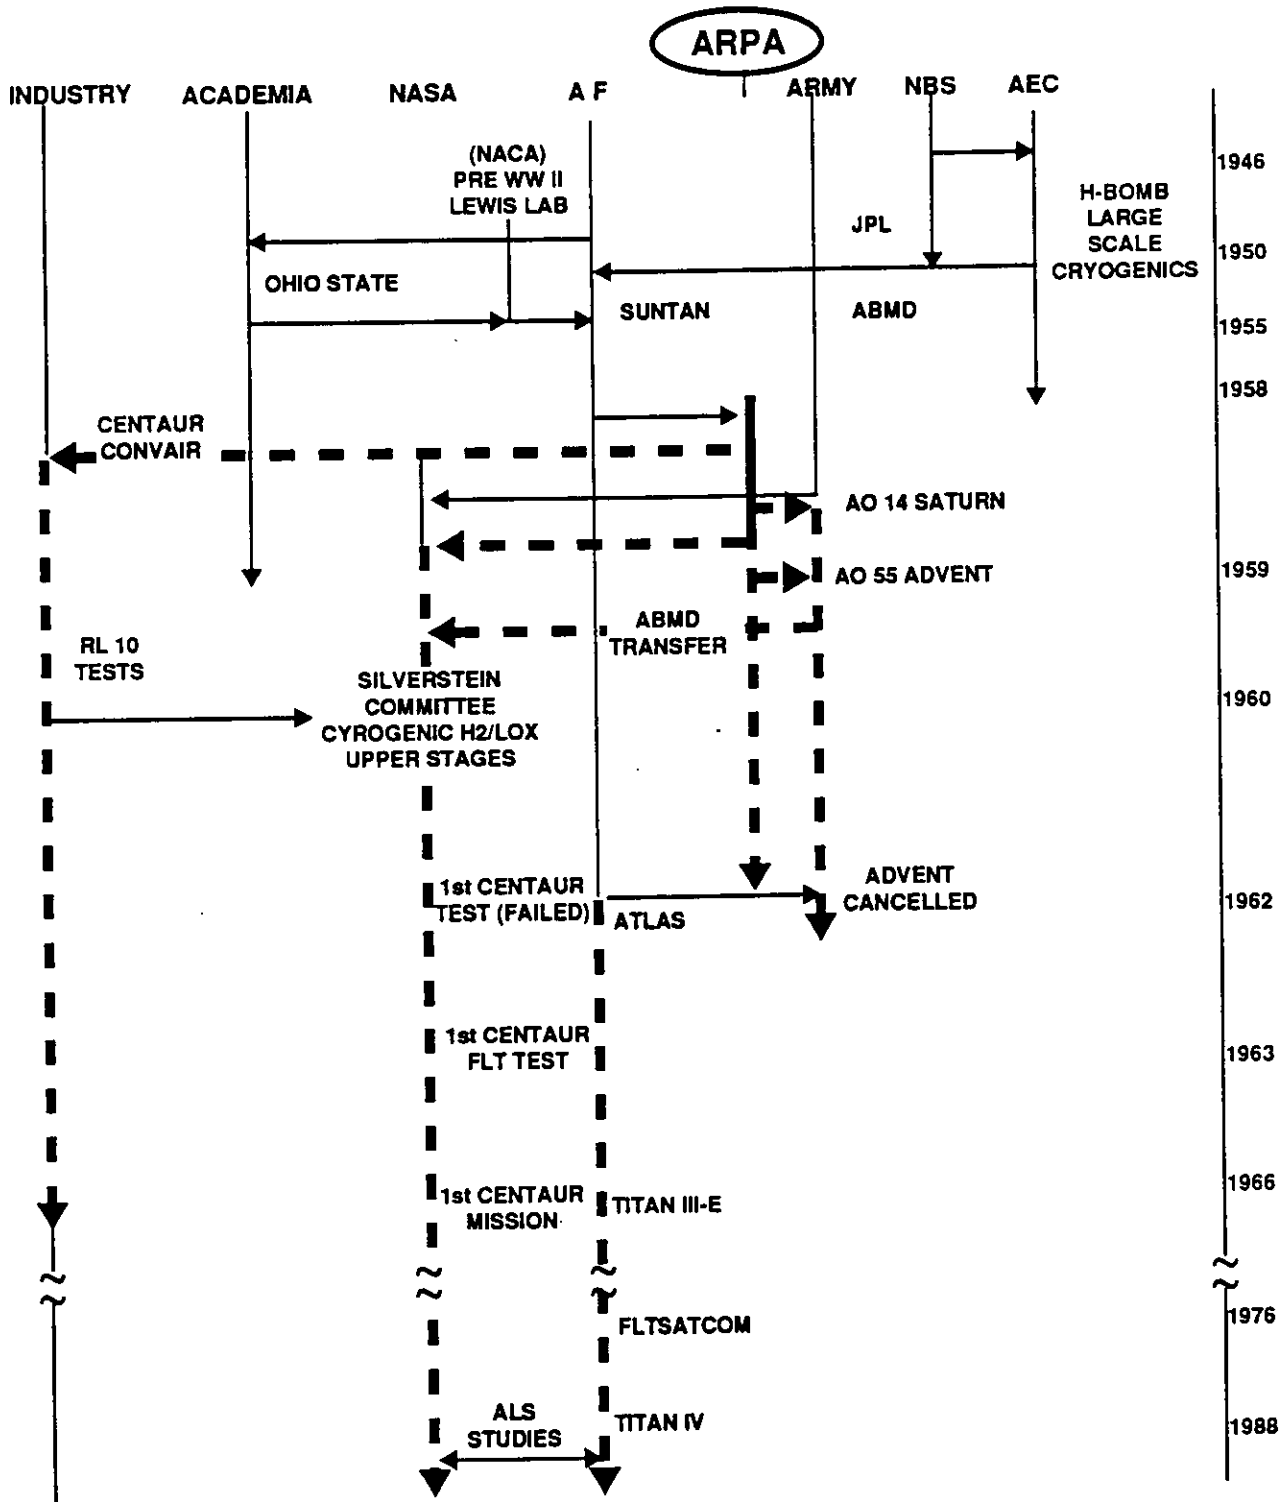 ARPA
INDUSTRY
ACADEMIA
NASA
A F
ARMY
NBS
AEC
(NACA)
PRE WW II
LEWIS LAB
1946
H-BOMB
LARGE
SCALE
CRYOGENICS
JPL
1950
OHIO STATE
SUNTAN
ABMD
1955
1958
CENTAUR
CONVAIR
AO 14 SATURN
1959
AO 55 ADVENT
ABMD
TRANSFER
RL 10
TESTS
SILVERSTEIN
COMMITTEE
CYROGENIC H2/LOX
UPPER STAGES
1960
1st CENTAUR
TEST (FAILED)
ATLAS
ADVENT
CANCELLED
1962
1st CENTAUR
FLT TEST
1963
1st CENTAUR
MISSION
TITAN III-E
1966
FLTSATCOM
1976
ALS
STUDIES
TITAN IV
1988